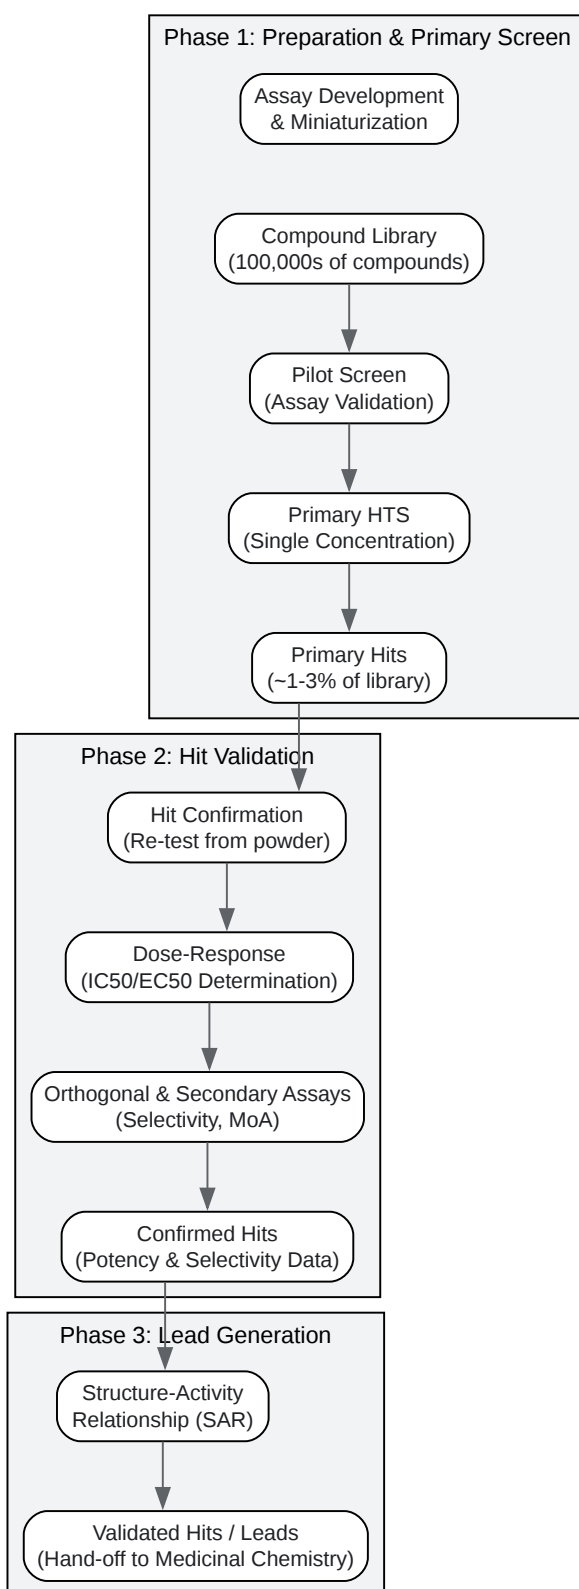 Phase 1: Preparation & Primary Screen
Assay Development
& Miniaturization
Compound Library
(100,000s of compounds)
Pilot Screen
(Assay Validation)
Primary HTS
(Single Concentration)
Primary Hits
(~1-3% of library)
Phase 2: Hit Validation
Hit Confirmation
(Re-test from powder)
Dose-Response
(IC50/EC50 Determination)
Orthogonal & Secondary Assays
(Selectivity, MoA)
Confirmed Hits
(Potency & Selectivity Data)
Phase 3: Lead Generation
Structure-Activity
Relationship (SAR)
Validated Hits / Leads
(Hand-off to Medicinal Chemistry)